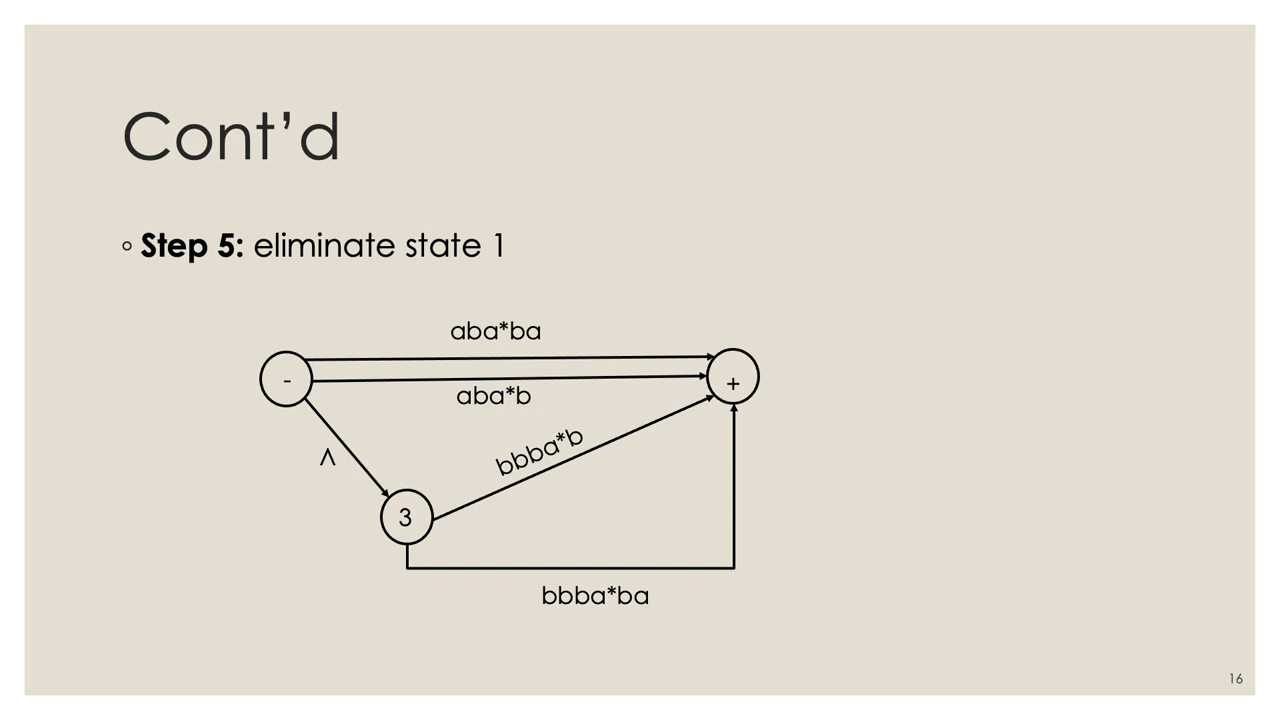 Cont’d
◦ Step 5: eliminate state 1
aba*ba
-
+
aba*b
bbba*b
Λ
3
bbba*ba
16